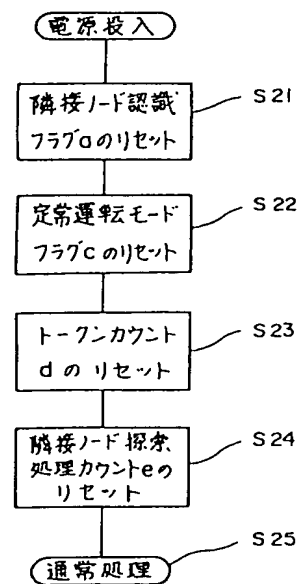 電源投入
隣接ノード認識
フラグaのリセット
S21
定常運転モード
フラグcのリセット
S22
トークンカウント
dのリセット
S23
隣接ノード探索
処理カウントeの
リセット
S24
通常処理
S25